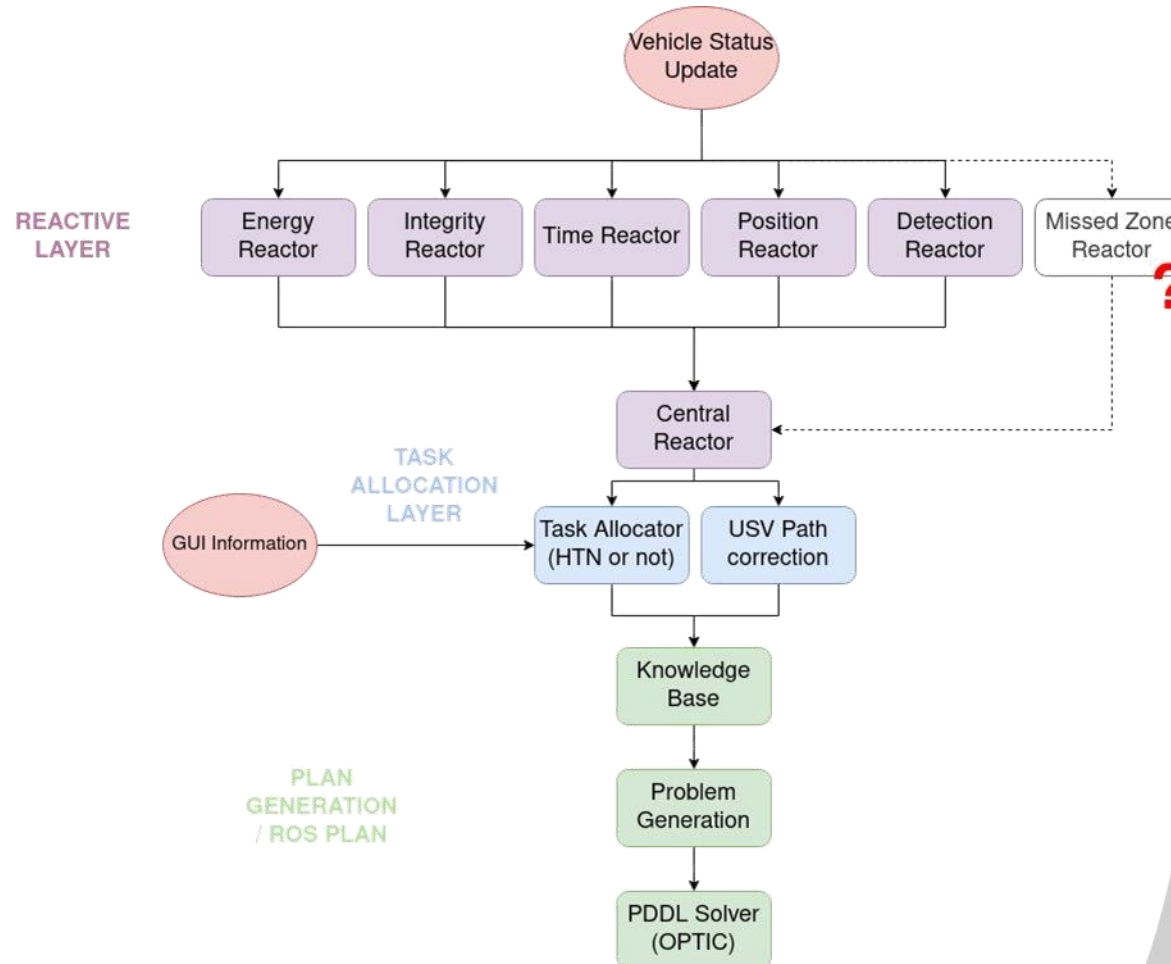 Vehicle Status
Update
REACTIVE
LAYER
Energy
Reactor
Integrity
Reactor
Time Reactor
Position
Reactor
Detection
Reactor
Missed Zone
Reactor
?
Central
Reactor
TASK
ALLOCATION
LAYER
GUI Information
Task Allocator
(HTN or not)
USV Path
correction
Knowledge
Base
PLAN
GENERATION
/ ROS PLAN
Problem
Generation
PDDL Solver
(OPTIC)